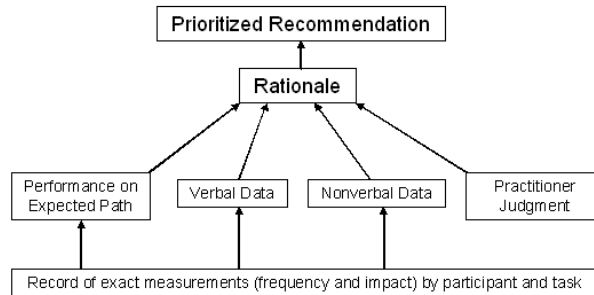 Prioritized Recommendation
Rationale
Performance on
Expected Path
Verbal Data
Nonverbal Data
Practitioner
Judgment
Record of exact measurements (frequency and impact) by participant and task